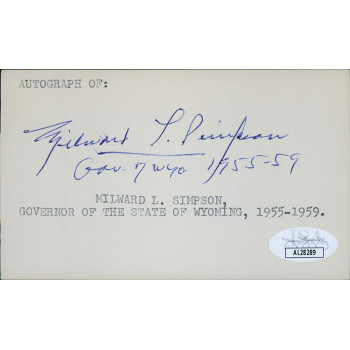 AUTOGRAPH OF:
Milward L. Simpson
Gov. of Wyo 1955-59
MILWARD L. SIMPSON,
GOVERNOR OF THE STATE OF WYOMING, 1955-1959.
JSA
AL28289